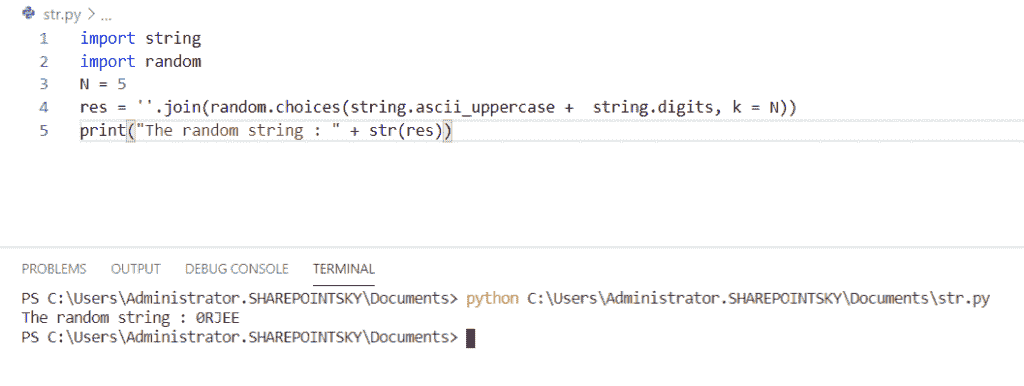 str.py > ...
1 import string
2 import random
3 N = 5
4 res = ''.join(random.choices(string.ascii_uppercase +  string.digits, k = N))
5 print("The random string : " + str(res))
PROBLEMS OUTPUT DEBUG CONSOLE TERMINAL
PS C:\Users\Administrator.SHAREPOINTSKY\Documents> python C:\Users\Administrator.SHAREPOINTSKY\Documents\str.py
The random string : 0RJEE
PS C:\Users\Administrator.SHAREPOINTSKY\Documents>